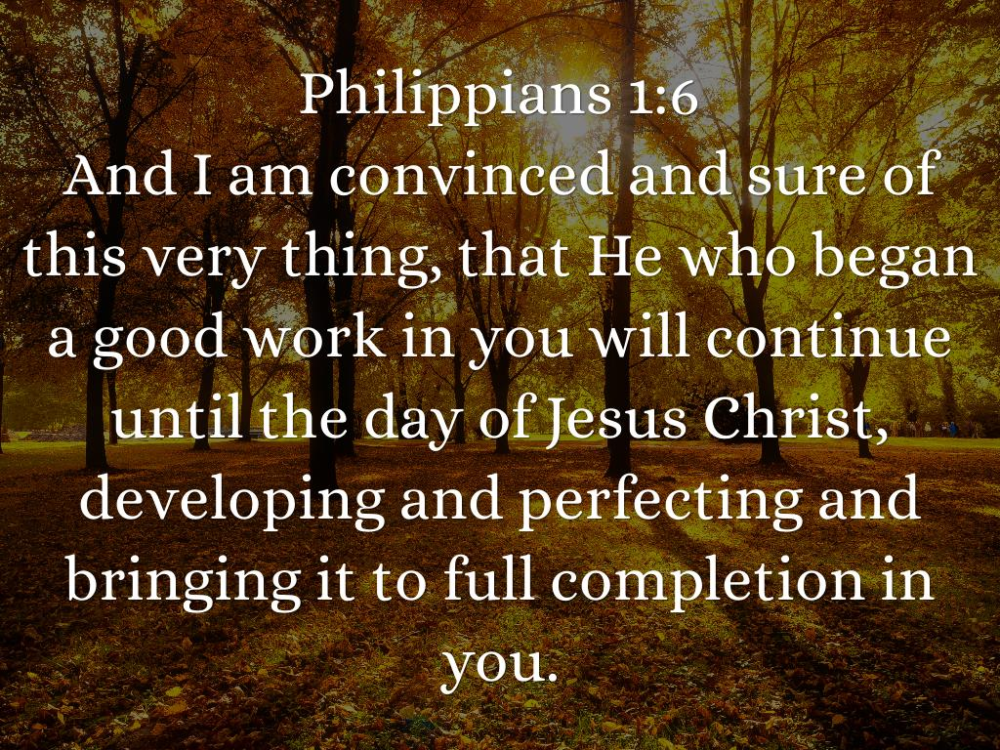 Philippians 1:6
And I am convinced and sure of
this very thing, that He who began
a good work in you will continue
until the day of Jesus Christ,
developing and perfecting and
bringing it to full completion in
you.